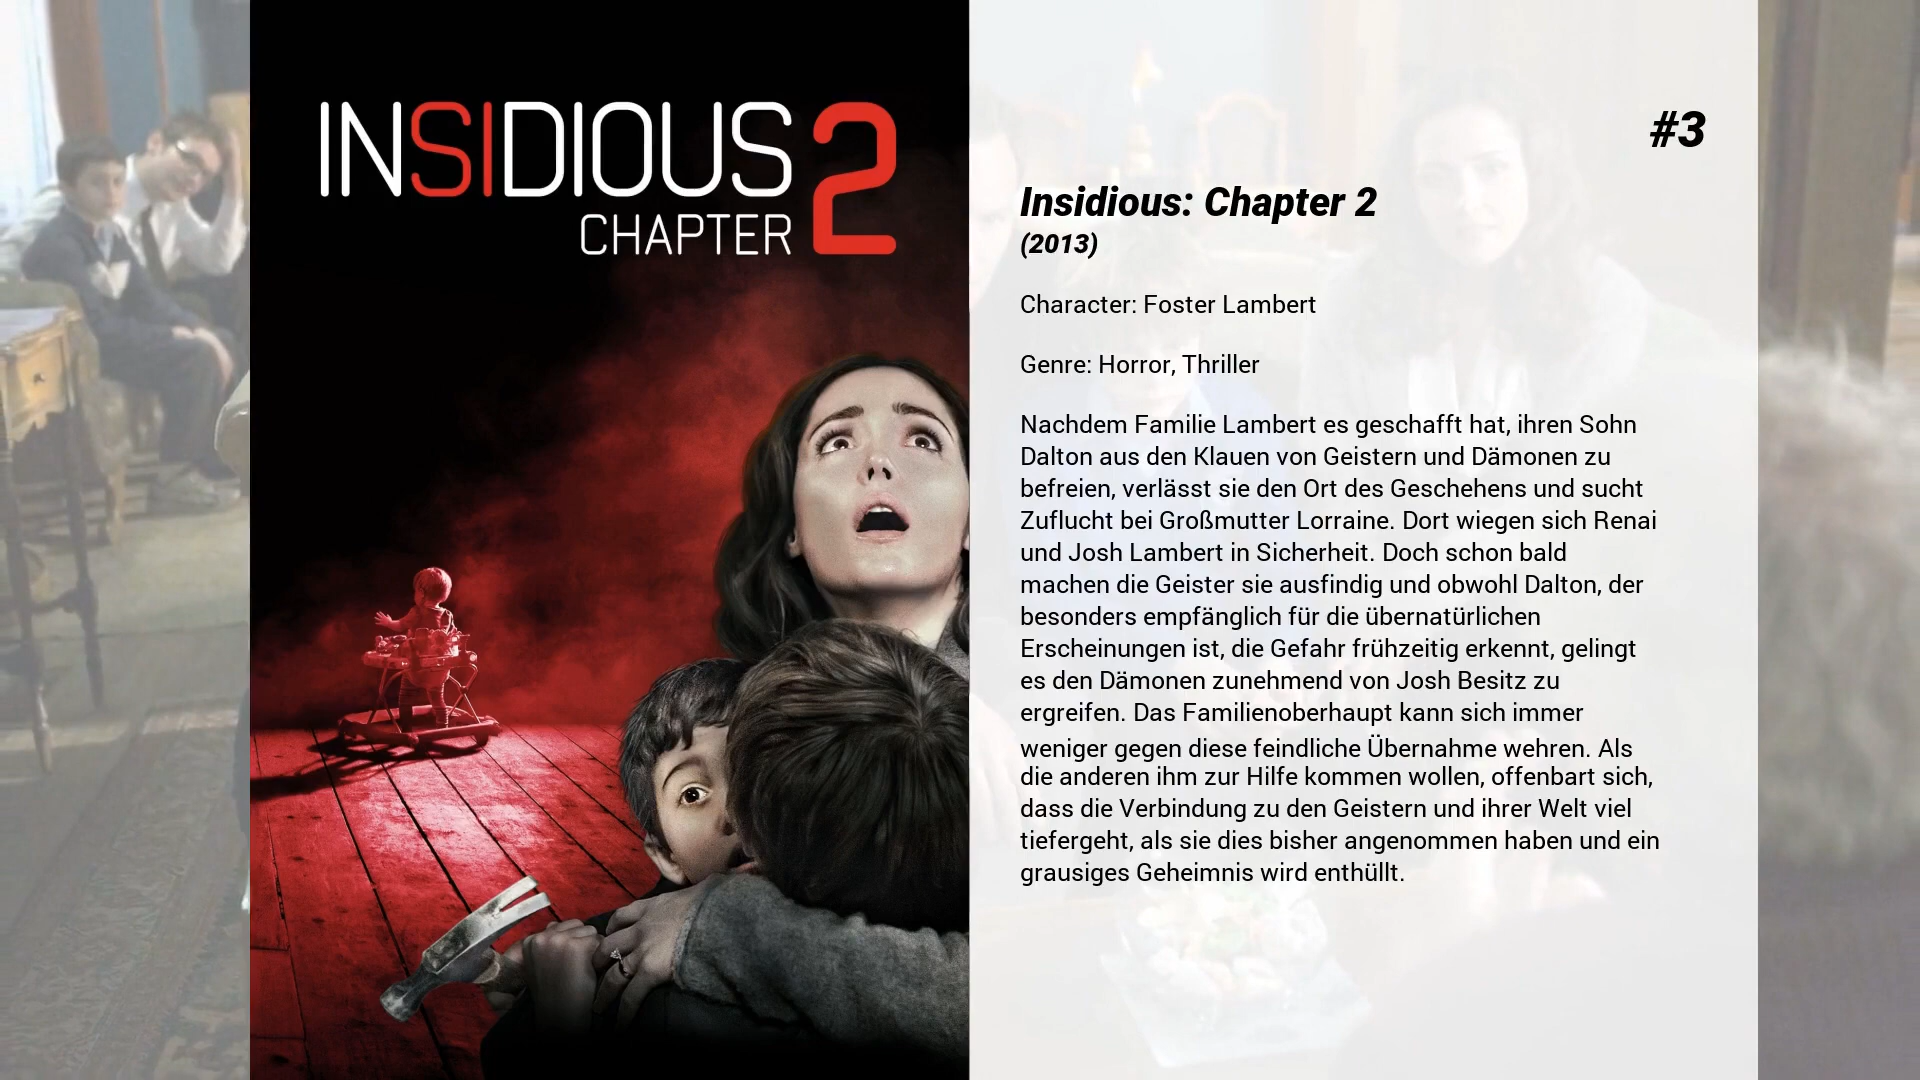 INSIDIOUS 2
CHAPTER
#3
Insidious: Chapter 2
(2013)
Character: Foster Lambert
Genre: Horror, Thriller
Nachdem Familie Lambert es geschafft hat, ihren Sohn
Dalton aus den Klauen von Geistern und Dämonen zu
befreien, verlässt sie den Ort des Geschehens und sucht
Zuflucht bei Großmutter Lorraine. Dort wiegen sich Renai
und Josh Lambert in Sicherheit. Doch schon bald
machen die Geister sie ausfindig und obwohl Dalton, der
besonders empfänglich für die übernatürlichen
Erscheinungen ist, die Gefahr frühzeitig erkennt, gelingt
es den Dämonen zunehmend von Josh Besitz zu
ergreifen. Das Familienoberhaupt kann sich immer
weniger gegen diese feindliche Übernahme wehren. Als
die anderen ihm zur Hilfe kommen wollen, offenbart sich,
dass die Verbindung zu den Geistern und ihrer Welt viel
tiefergeht, als sie dies bisher angenommen haben und ein
grausiges Geheimnis wird enthüllt.